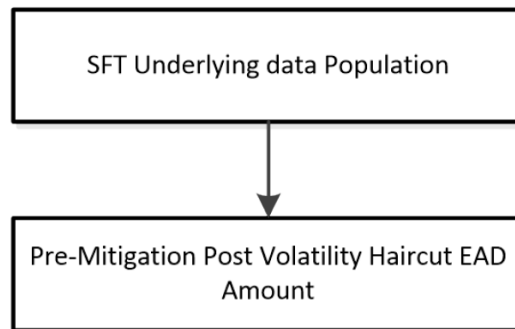 SFT Underlying data Population
Pre-Mitigation Post Volatility Haircut EAD
Amount